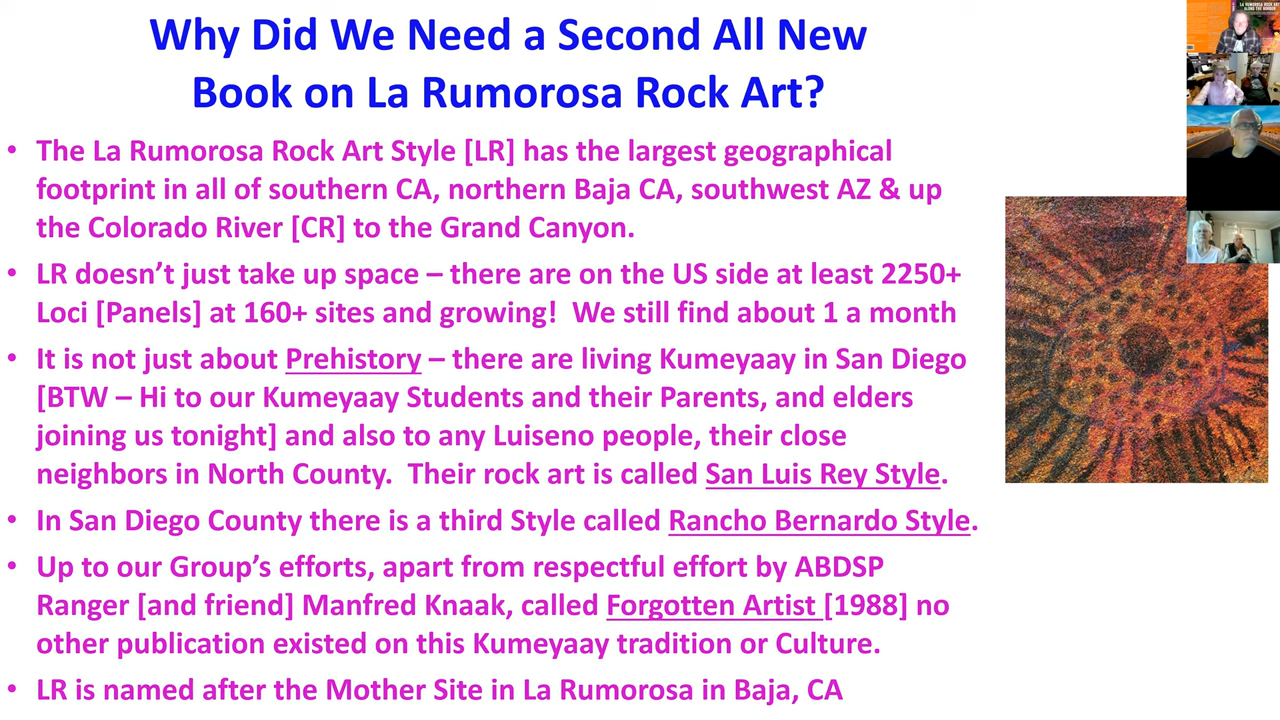 Why Did We Need a Second All New
Book on La Rumorosa Rock Art?
• The La Rumorosa Rock Art Style [LR] has the largest geographical
footprint in all of southern CA, northern Baja CA, southwest AZ & up
the Colorado River [CR] to the Grand Canyon.
• LR doesn’t just take up space – there are on the US side at least 2250+
Loci [Panels] at 160+ sites and growing!  We still find about 1 a month
• It is not just about Prehistory – there are living Kumeyaay in San Diego
[BTW – Hi to our Kumeyaay Students and their Parents, and elders
joining us tonight] and also to any Luiseno people, their close
neighbors in North County.  Their rock art is called San Luis Rey Style.
• In San Diego County there is a third Style called Rancho Bernardo Style.
• Up to our Group’s efforts, apart from respectful effort by ABDSP
Ranger [and friend] Manfred Knaak, called Forgotten Artist [1988] no
other publication existed on this Kumeyaay tradition or Culture.
• LR is named after the Mother Site in La Rumorosa in Baja, CA
LA RUMOROSA ROCK ART
ALONG THE BORDER